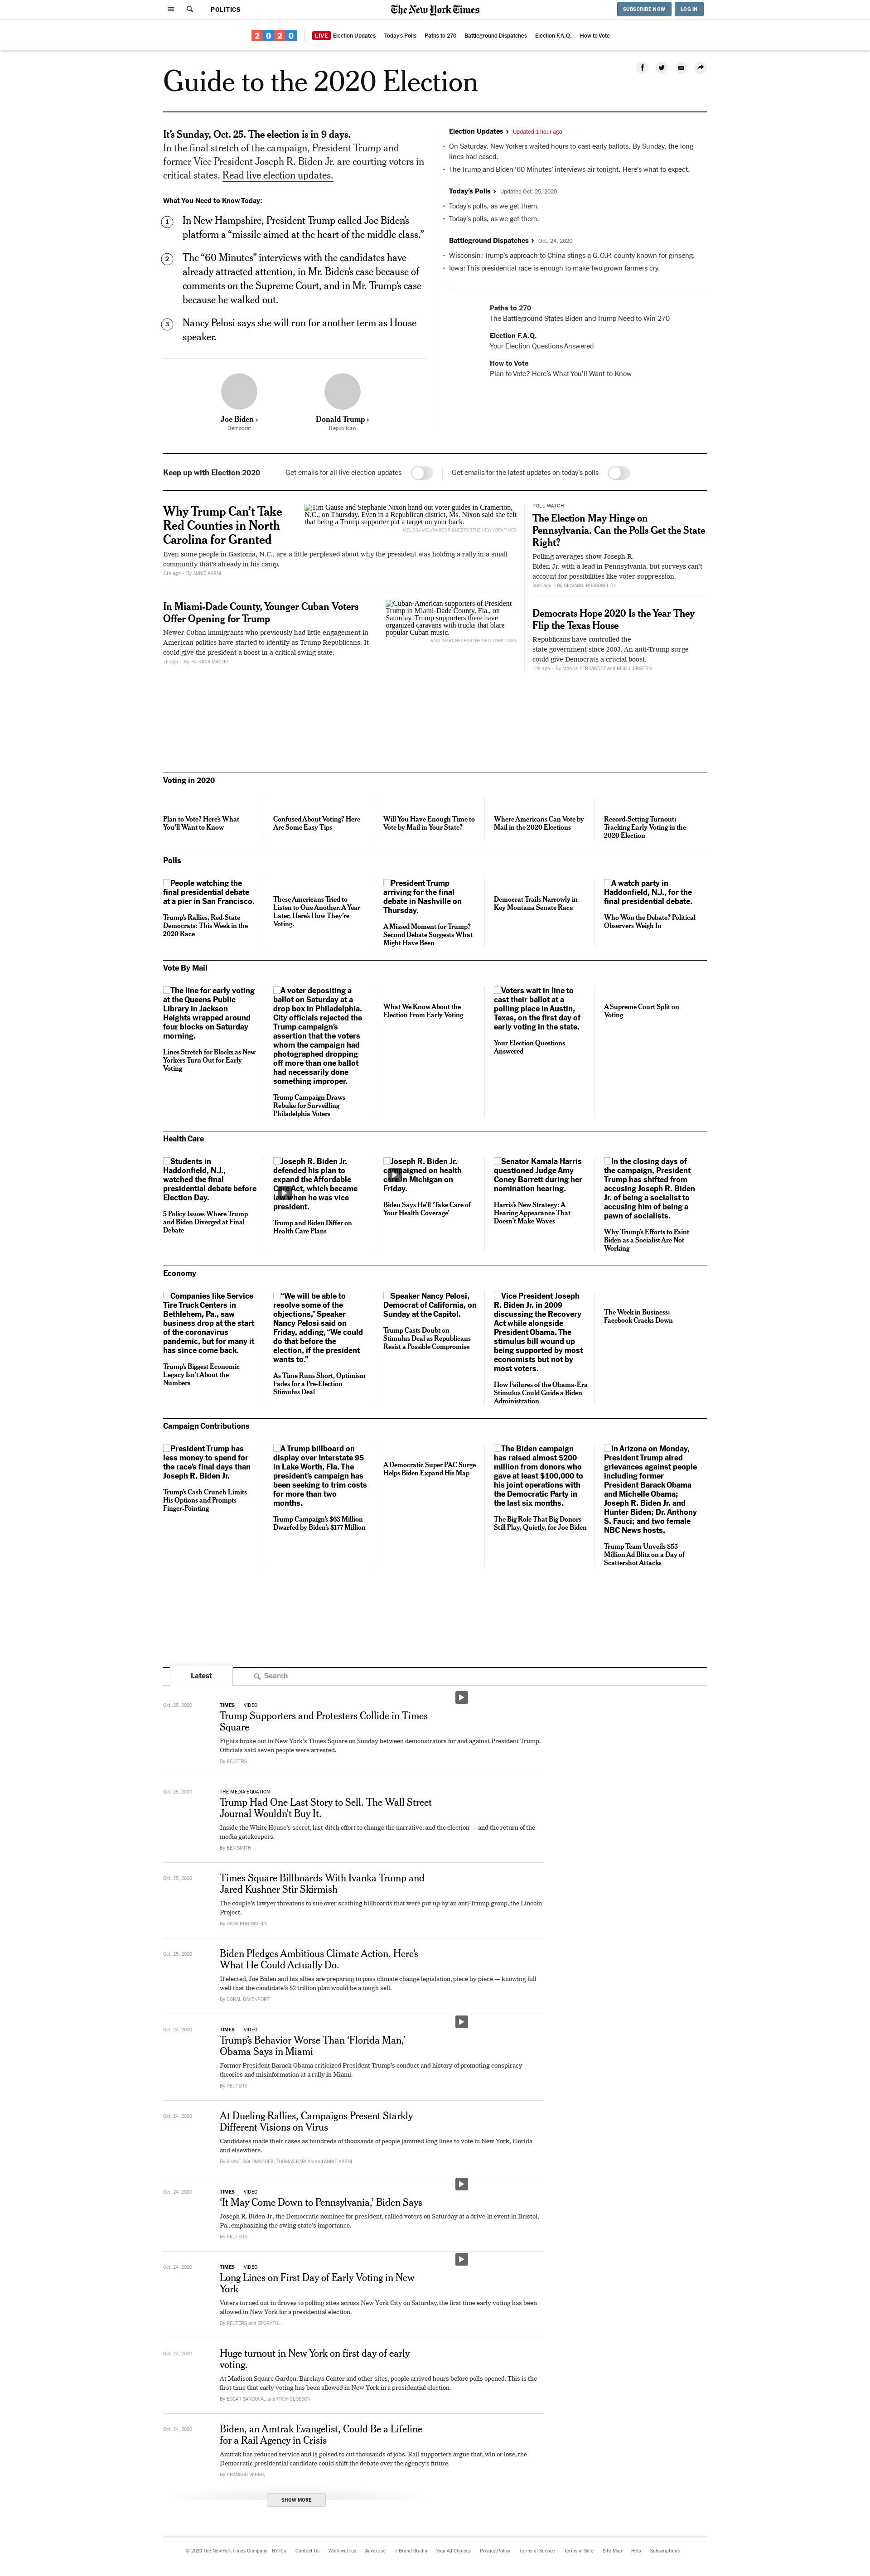 POLITICS
The New York Times
SUBSCRIBE NOW
LOG IN
2020
LIVE Election Updates
Today's Polls
Paths to 270
Battleground Dispatches
Election F.A.Q.
How to Vote
Guide to the 2020 Election
It's Sunday, Oct. 25. The election is in 9 days.
In the final stretch of the campaign, President Trump and
former Vice President Joseph R. Biden Jr. are courting voters in
critical states. Read live election updates.
What You Need to Know Today:
1
In New Hampshire, President Trump called Joe Biden's
platform a "missile aimed at the heart of the middle class."
2
The "60 Minutes" interviews with the candidates have
already attracted attention, in Mr. Biden's case because of
comments on the Supreme Court, and in Mr. Trump's case
because he walked out.
3
Nancy Pelosi says she will run for another term as House
speaker.
Joe Biden ›
Democrat
Donald Trump ›
Republican
Election Updates › Updated 1 hour ago
• On Saturday, New Yorkers waited hours to cast early ballots. By Sunday, the long
lines had eased.
• The Trump and Biden '60 Minutes' interviews air tonight. Here's what to expect.
Today's Polls › Updated Oct. 25, 2020
• Today's polls, as we get them.
• Today's polls, as we get them.
Battleground Dispatches › Oct. 24, 2020
• Wisconsin: Trump's approach to China stings a G.O.P. county known for ginseng.
• Iowa: This presidential race is enough to make two grown farmers cry.
Paths to 270
The Battleground States Biden and Trump Need to Win 270
Election F.A.Q.
Your Election Questions Answered
How to Vote
Plan to Vote? Here's What You'll Want to Know
Keep up with Election 2020
Get emails for all live election updates
Get emails for the latest updates on today's polls
Why Trump Can't Take
Red Counties in North
Carolina for Granted
Tim Gause and Stephanie Nixon hand out voter guides in Cramerton,
N.C., on Thursday. Even in a Republican district, Ms. Nixon said she felt
that being a Trump supporter put a target on your back.
MELISSA MELVIN-RODRIGUEZ FOR THE NEW YORK TIMES
Even some people in Gastonia, N.C., are a little perplexed about why the president was holding a rally in a small
community that's already in his camp.
11h ago - By ANNIE KARNI
In Miami-Dade County, Younger Cuban Voters
Offer Opening for Trump
Newer Cuban immigrants who previously had little engagement in
American politics have started to identify as Trump Republicans. It
could give the president a boost in a critical swing state.
7h ago - By PATRICIA MAZZEI
Cuban-American supporters of President
Trump in Miami-Dade County, Fla., on
Saturday. Trump supporters there have
organized caravans with trucks that blare
popular Cuban music.
SAUL MARTINEZ FOR THE NEW YORK TIMES
POLL WATCH
The Election May Hinge on
Pennsylvania. Can the Polls Get the State
Right?
Polling averages show Joseph R.
Biden Jr. with a lead in Pennsylvania, but surveys can't
account for possibilities like voter suppression.
38m ago - By GIOVANNI RUSSONELLO
Democrats Hope 2020 Is the Year They
Flip the Texas House
Republicans have controlled the
state government since 2003. An anti-Trump surge
could give Democrats a crucial boost.
14h ago - By MANNY FERNANDEZ and REID J. EPSTEIN
Voting in 2020
Plan to Vote? Here's What
You'll Want to Know
Confused About Voting? Here
Are Some Easy Tips
Will You Have Enough Time to
Vote by Mail in Your State?
Where Americans Can Vote by
Mail in the 2020 Elections
Record-Setting Turnout:
Tracking Early Voting in the
2020 Election
Polls
People watching the
final presidential debate
at a pier in San Francisco.
Trump's Rallies, Red-State
Democrats: This Week in the
2020 Race
These Americans Tried to
Listen to One Another. A Year
Later, Here's How They're
Voting.
President Trump
arriving for the final
debate in Nashville on
Thursday.
A Missed Moment for Trump?
Second Debate Suggests What
Might Have Been
Democrat Trails Narrowly in
Key Montana Senate Race
A watch party in
Haddonfield, N.J., for the
final presidential debate.
Who Won the Debate? Political
Observers Weigh In
Vote By Mail
The line for early voting
at the Queens Public
Library in Jackson
Heights wrapped around
four blocks on Saturday
morning.
Lines Stretch for Blocks as New
Yorkers Turn Out for Early
Voting
A voter depositing a
ballot on Saturday at a
drop box in Philadelphia.
City officials rejected the
Trump campaign's
assertion that the voters
whom the campaign had
photographed dropping
off more than one ballot
had necessarily done
something improper.
Trump Campaign Draws
Rebuke for Surveilling
Philadelphia Voters
What We Know About the
Election From Early Voting
Voters wait in line to
cast their ballot at a
polling place in Austin,
Texas, on the first day of
early voting in the state.
Your Election Questions
Answered
A Supreme Court Split on
Voting
Health Care
Students in
Haddonfield, N.J.,
watched the final
presidential debate before
Election Day.
5 Policy Issues Where Trump
and Biden Diverged at Final
Debate
Joseph R. Biden Jr.
defended his plan to
expand the Affordable
Act, which became
when he was vice
president.
Trump and Biden Differ on
Health Care Plans
Joseph R. Biden Jr.
on health
in Michigan on
Friday.
Biden Says He'll 'Take Care of
Your Health Coverage'
Senator Kamala Harris
questioned Judge Amy
Coney Barrett during her
nomination hearing.
Harris's New Strategy: A
Hearing Appearance That
Doesn't Make Waves
In the closing days of
the campaign, President
Trump has shifted from
accusing Joseph R. Biden
Jr. of being a socialist to
accusing him of being a
pawn of socialists.
Why Trump's Efforts to Paint
Biden as a Socialist Are Not
Working
Economy
Companies like Service
Tire Truck Centers in
Bethlehem, Pa., saw
business drop at the start
of the coronavirus
pandemic, but for many it
has since come back.
Trump's Biggest Economic
Legacy Isn't About the
Numbers
"We will be able to
resolve some of the
objections," Speaker
Nancy Pelosi said on
Friday, adding, "We could
do that before the
election, if the president
wants to."
As Time Runs Short, Optimism
Fades for a Pre-Election
Stimulus Deal
Speaker Nancy Pelosi,
Democrat of California, on
Sunday at the Capitol.
Trump Casts Doubt on
Stimulus Deal as Republicans
Resist a Possible Compromise
Vice President Joseph
R. Biden Jr. in 2009
discussing the Recovery
Act while alongside
President Obama. The
stimulus bill wound up
being supported by most
economists but not by
most voters.
How Failures of the Obama-Era
Stimulus Could Guide a Biden
Administration
The Week in Business:
Facebook Cracks Down
Campaign Contributions
President Trump has
less money to spend for
the race's final days than
Joseph R. Biden Jr.
Trump's Cash Crunch Limits
His Options and Prompts
Finger-Pointing
A Trump billboard on
display over Interstate 95
in Lake Worth, Fla. The
president's campaign has
been seeking to trim costs
for more than two
months.
Trump Campaign's $63 Million
Dwarfed by Biden's $177 Million
A Democratic Super PAC Surge
Helps Biden Expand His Map
The Biden campaign
has raised almost $200
million from donors who
gave at least $100,000 to
his joint operations with
the Democratic Party in
the last six months.
The Big Role That Big Donors
Still Play, Quietly, for Joe Biden
In Arizona on Monday,
President Trump aired
grievances against people
including former
President Barack Obama
and Michelle Obama;
Joseph R. Biden Jr. and
Hunter Biden; Dr. Anthony
S. Fauci; and two female
NBC News hosts.
Trump Team Unveils $55
Million Ad Blitz on a Day of
Scattershot Attacks
Latest
Search
Oct. 25, 2020
TIMES | VIDEO
Trump Supporters and Protesters Collide in Times
Square
Fights broke out in New York's Times Square on Sunday between demonstrators for and against President Trump.
Officials said seven people were arrested.
By REUTERS
Oct. 25, 2020
THE MEDIA EQUATION
Trump Had One Last Story to Sell. The Wall Street
Journal Wouldn't Buy It.
Inside the White House's secret, last-ditch effort to change the narrative, and the election — and the return of the
media gatekeepers.
By BEN SMITH
Oct. 25, 2020
Times Square Billboards With Ivanka Trump and
Jared Kushner Stir Skirmish
The couple's lawyer threatens to sue over scathing billboards that were put up by an anti-Trump group, the Lincoln
Project.
By DANA RUBINSTEIN
Oct. 25, 2020
Biden Pledges Ambitious Climate Action. Here's
What He Could Actually Do.
If elected, Joe Biden and his allies are preparing to pass climate change legislation, piece by piece — knowing full
well that the candidate's $2 trillion plan would be a tough sell.
By CORAL DAVENPORT
Oct. 24, 2020
TIMES | VIDEO
Trump's Behavior Worse Than 'Florida Man,'
Obama Says in Miami
Former President Barack Obama criticized President Trump's conduct and history of promoting conspiracy
theories and misinformation at a rally in Miami.
By REUTERS
Oct. 24, 2020
At Dueling Rallies, Campaigns Present Starkly
Different Visions on Virus
Candidates made their cases as hundreds of thousands of people jammed long lines to vote in New York, Florida
and elsewhere.
By SHANE GOLDMACHER, THOMAS KAPLAN and ANNIE KARNI
Oct. 24, 2020
TIMES | VIDEO
'It May Come Down to Pennsylvania,' Biden Says
Joseph R. Biden Jr., the Democratic nominee for president, rallied voters on Saturday at a drive-in event in Bristol,
Pa., emphasizing the swing state's importance.
By REUTERS
Oct. 24, 2020
TIMES | VIDEO
Long Lines on First Day of Early Voting in New
York
Voters turned out in droves to polling sites across New York City on Saturday, the first time early voting has been
allowed in New York for a presidential election.
By REUTERS and STORYFUL
Oct. 24, 2020
Huge turnout in New York on first day of early
voting.
At Madison Square Garden, Barclays Center and other sites, people arrived hours before polls opened. This is the
first time that early voting has been allowed in New York in a presidential election.
By EDGAR SANDOVAL and TROY CLOSSON
Oct. 24, 2020
Biden, an Amtrak Evangelist, Could Be a Lifeline
for a Rail Agency in Crisis
Amtrak has reduced service and is poised to cut thousands of jobs. Rail supporters argue that, win or lose, the
Democratic presidential candidate could shift the debate over the agency's future.
By PRANSHU VERMA
SHOW MORE
© 2020 The New York Times Company
NYTCo
Contact Us
Work with us
Advertise
T Brand Studio
Your Ad Choices
Privacy Policy
Terms of Service
Terms of Sale
Site Map
Help
Subscriptions